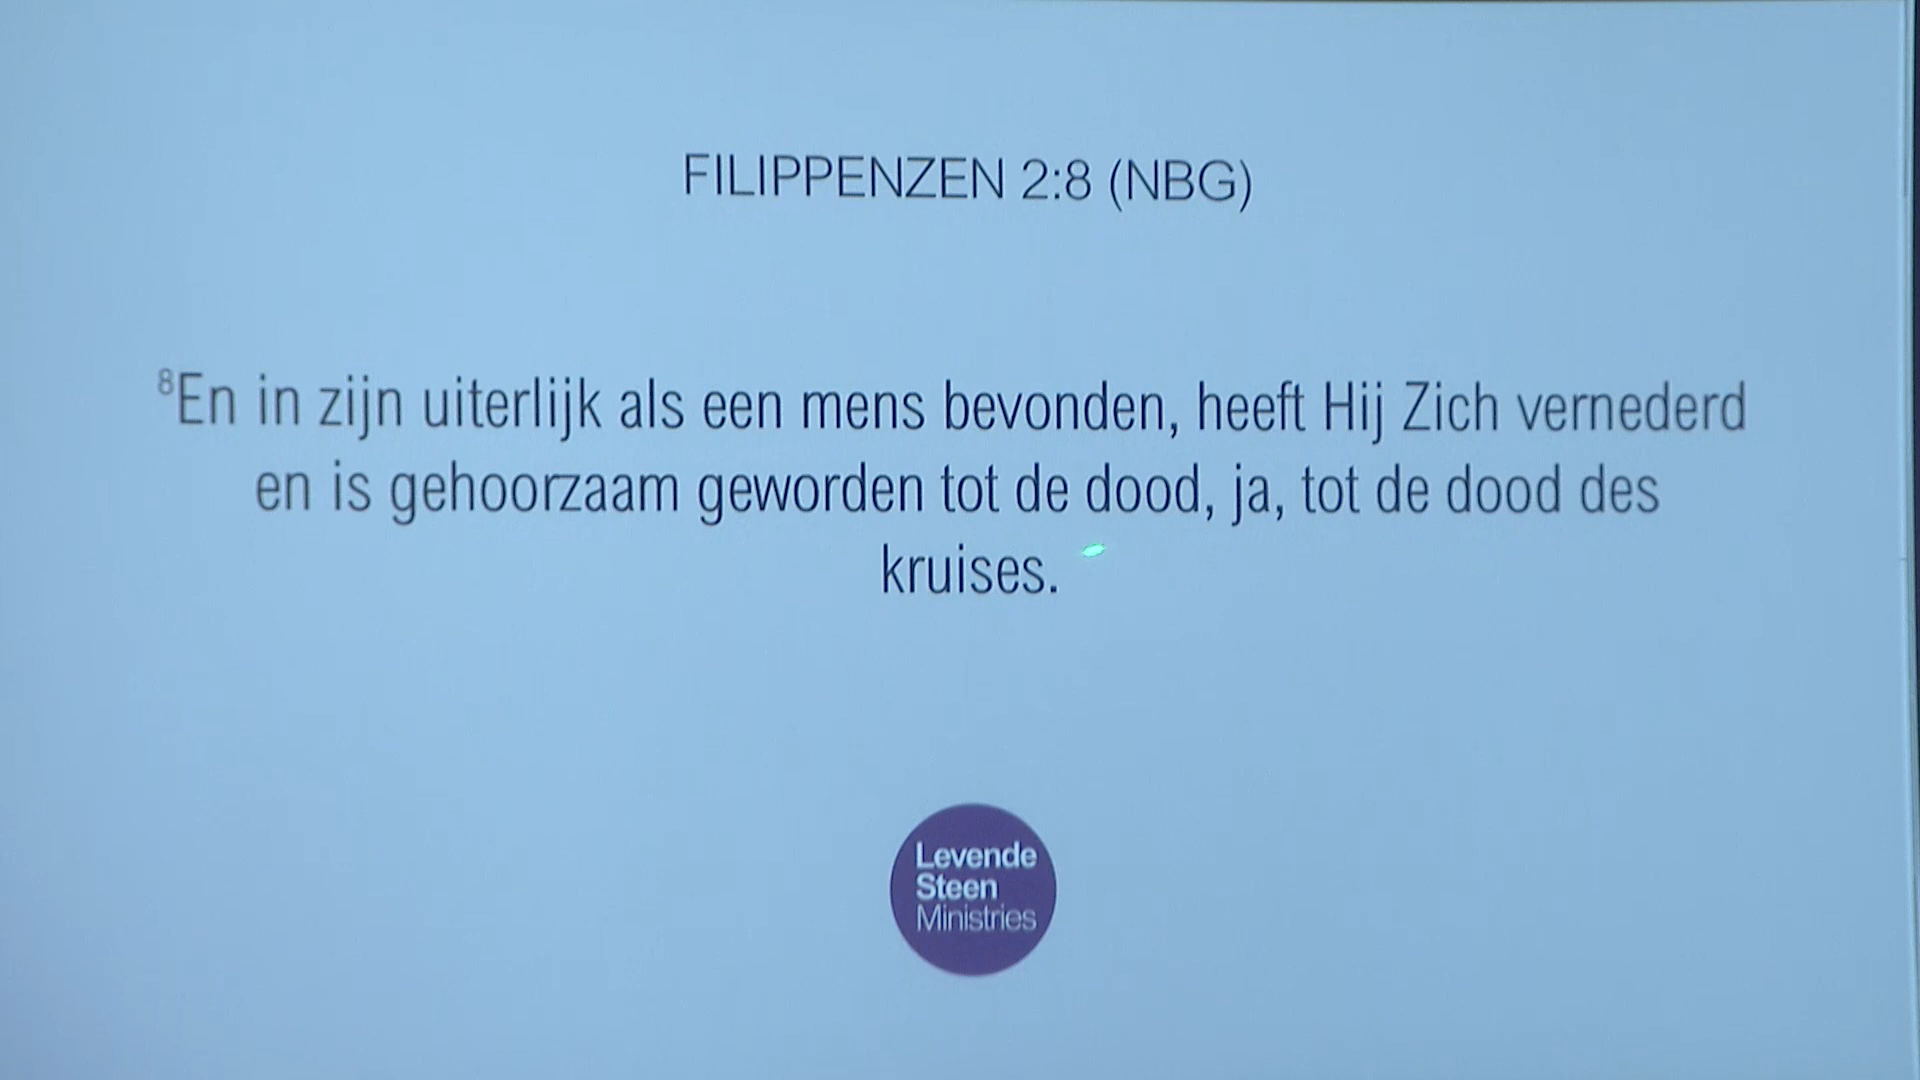 FILIPPENZEN 2:8 (NBG)
⁸En in zijn uiterlijk als een mens bevonden, heeft Hij Zich vernederd
en is gehoorzaam geworden tot de dood, ja, tot de dood des
kruises.
Levende
Steen
Ministries